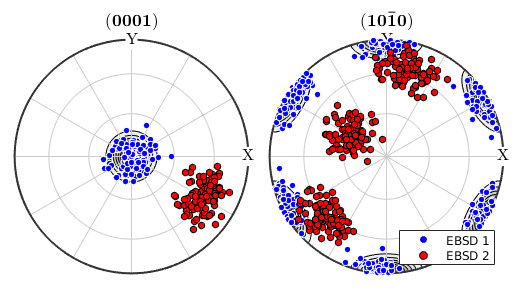 (0001)
(101̄0)
Y
Y
X
X
EBSD 1
EBSD 2